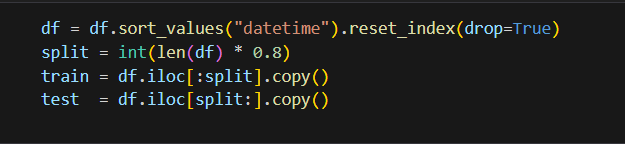 df = df.sort_values("datetime").reset_index(drop=True)
split = int(len(df) * 0.8)
train = df.iloc[:split].copy()
test  = df.iloc[split:].copy()